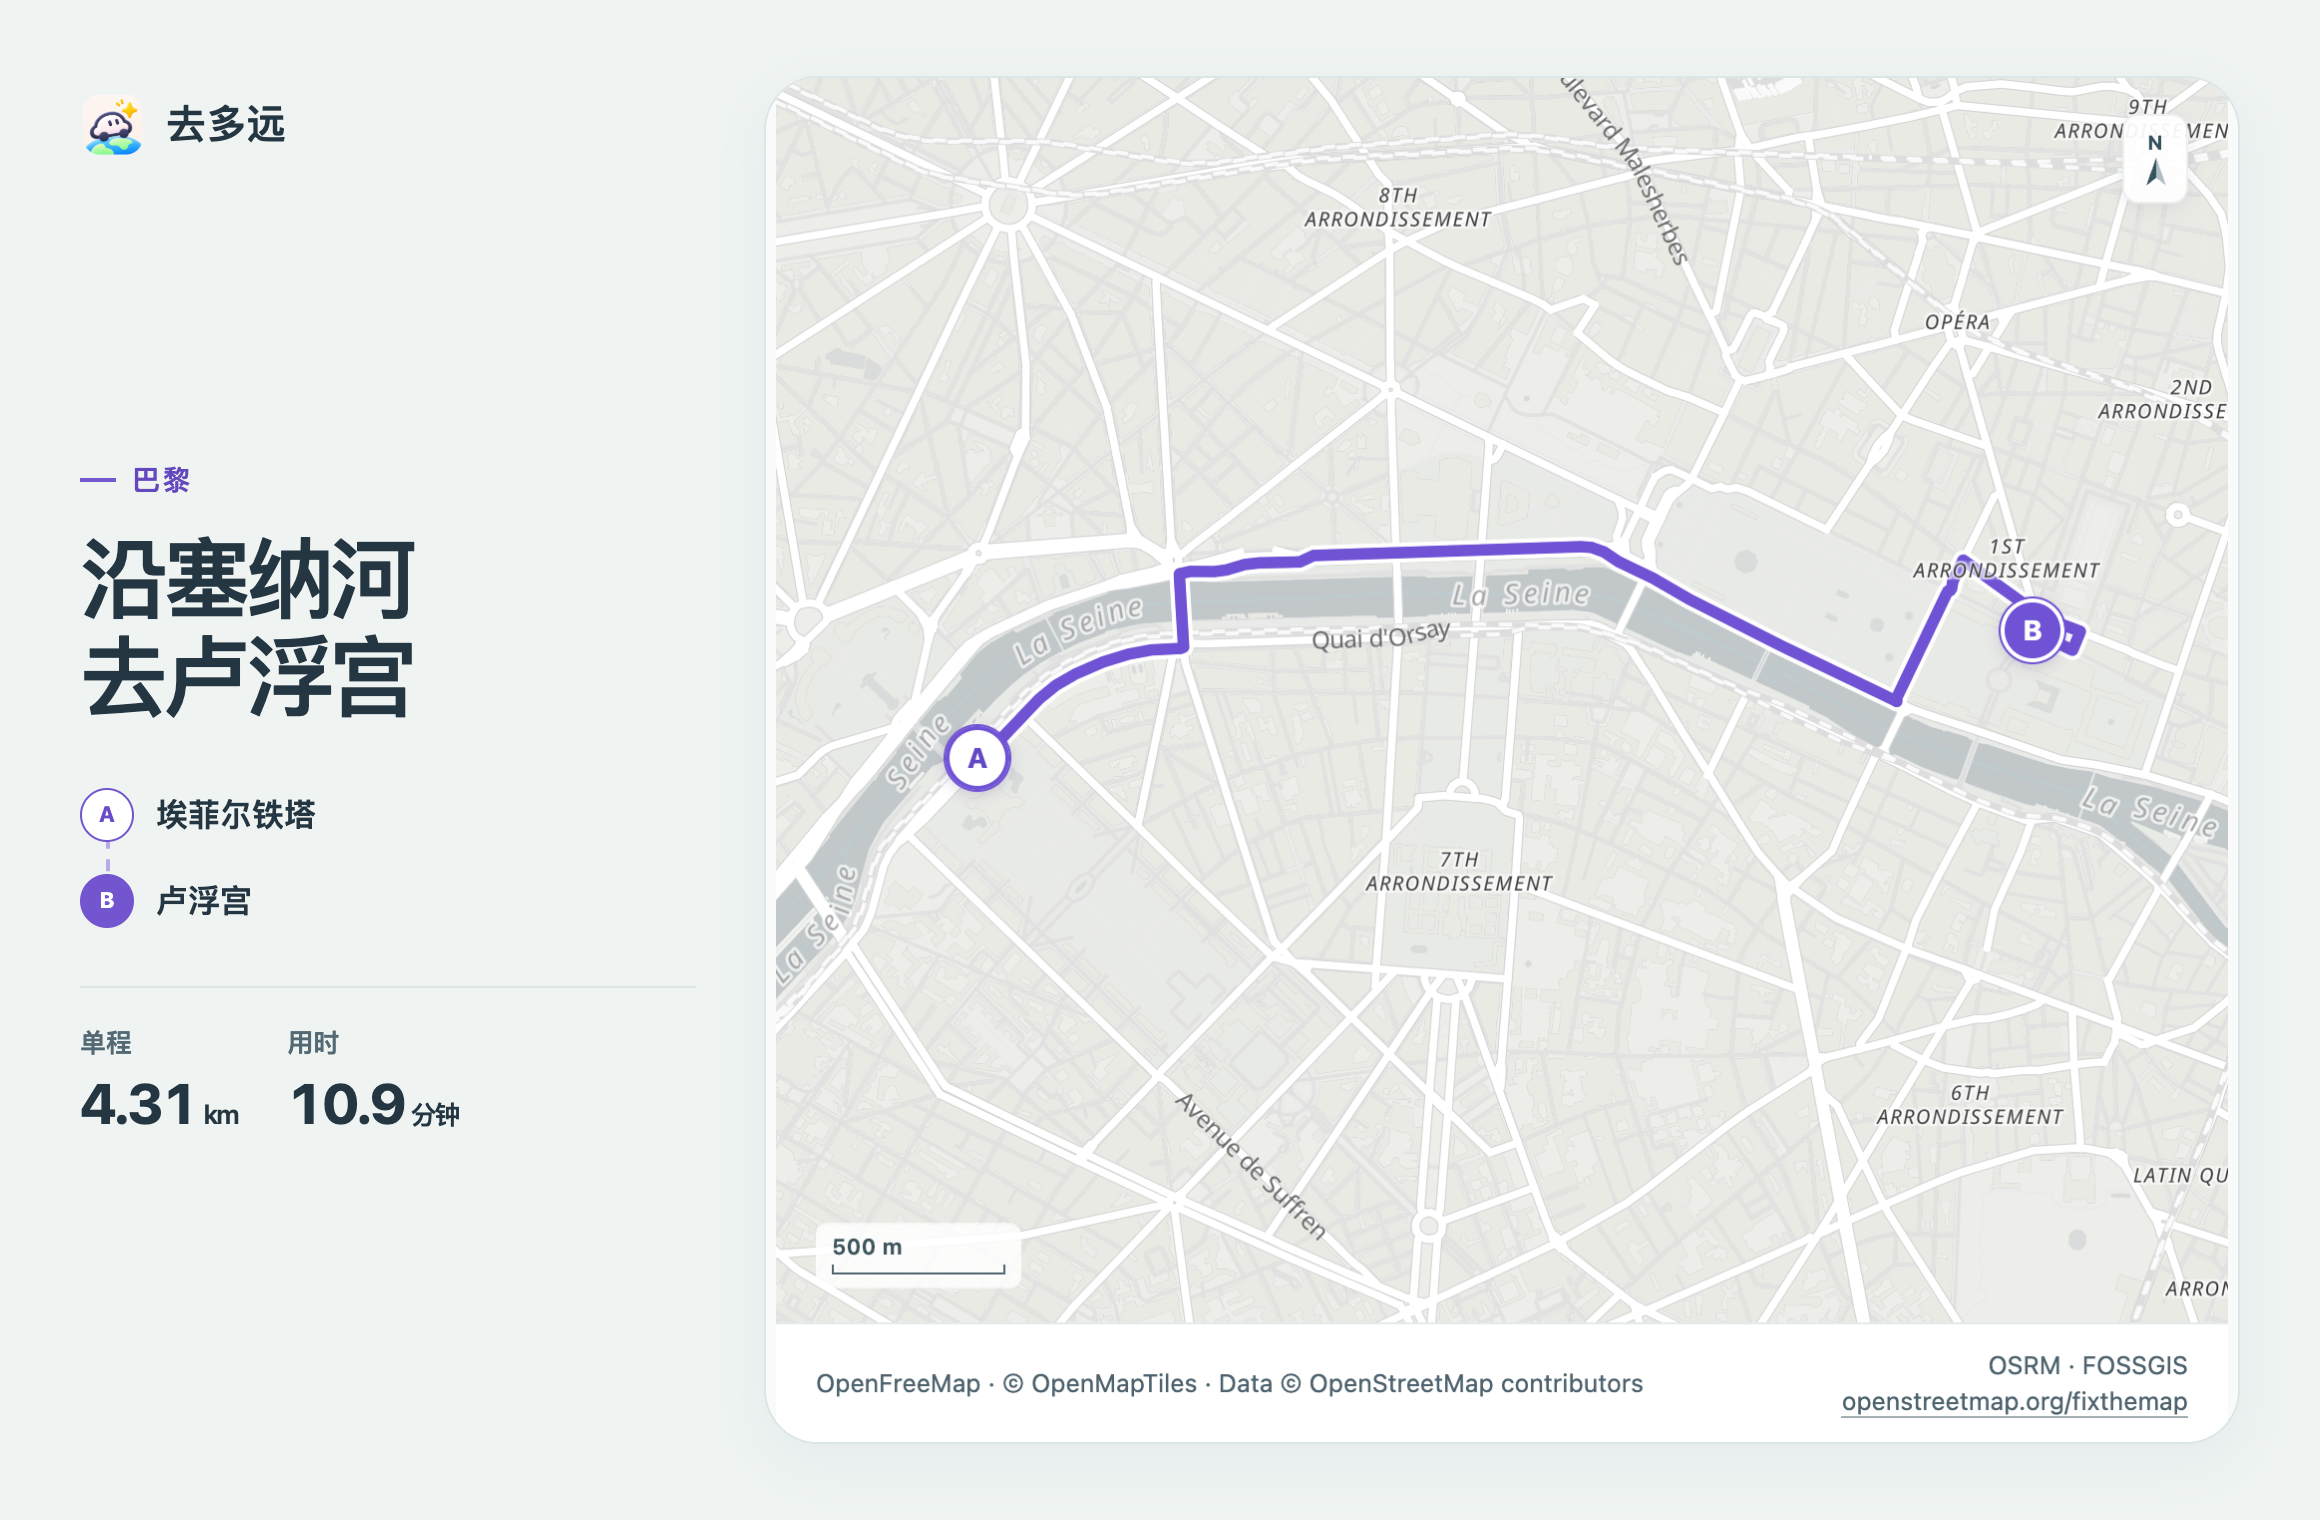 去多远
巴黎
沿塞纳河
去卢浮宫
A 埃菲尔铁塔
B 卢浮宫
单程 用时
4.31 km 10.9 分钟
ulevard Malesherbes
9TH
ARRONDISSEMEN
N
8TH
ARRONDISSEMENT
OPÉRA
2ND
ARRONDISSE
1ST
ARRONDISSEMENT
La Seine
La Seine
Quai d'Orsay
B
Seine
A
La Seine
La Seine
7TH
ARRONDISSEMENT
6TH
ARRONDISSEMENT
Avenue de Suffren
LATIN QU
ARRON
500 m
OpenFreeMap · © OpenMapTiles · Data © OpenStreetMap contributors
OSRM · FOSSGIS
openstreetmap.org/fixthemap